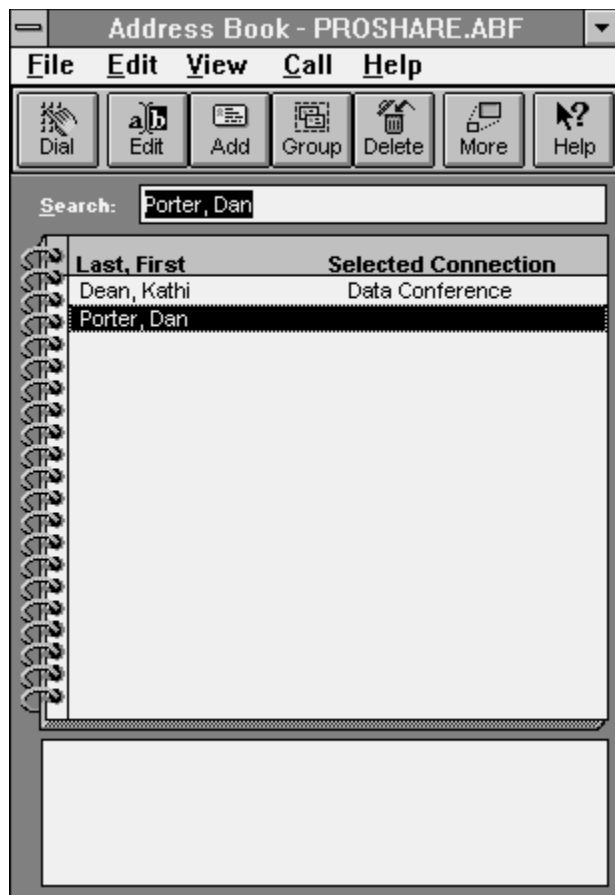 Address Book - PROSHARE.ABF
File Edit View Call Help
Dial Edit Add Group Delete More Help
Search: Porter, Dan
Last, First Selected Connection
Dean, Kathi Data Conference
Porter, Dan